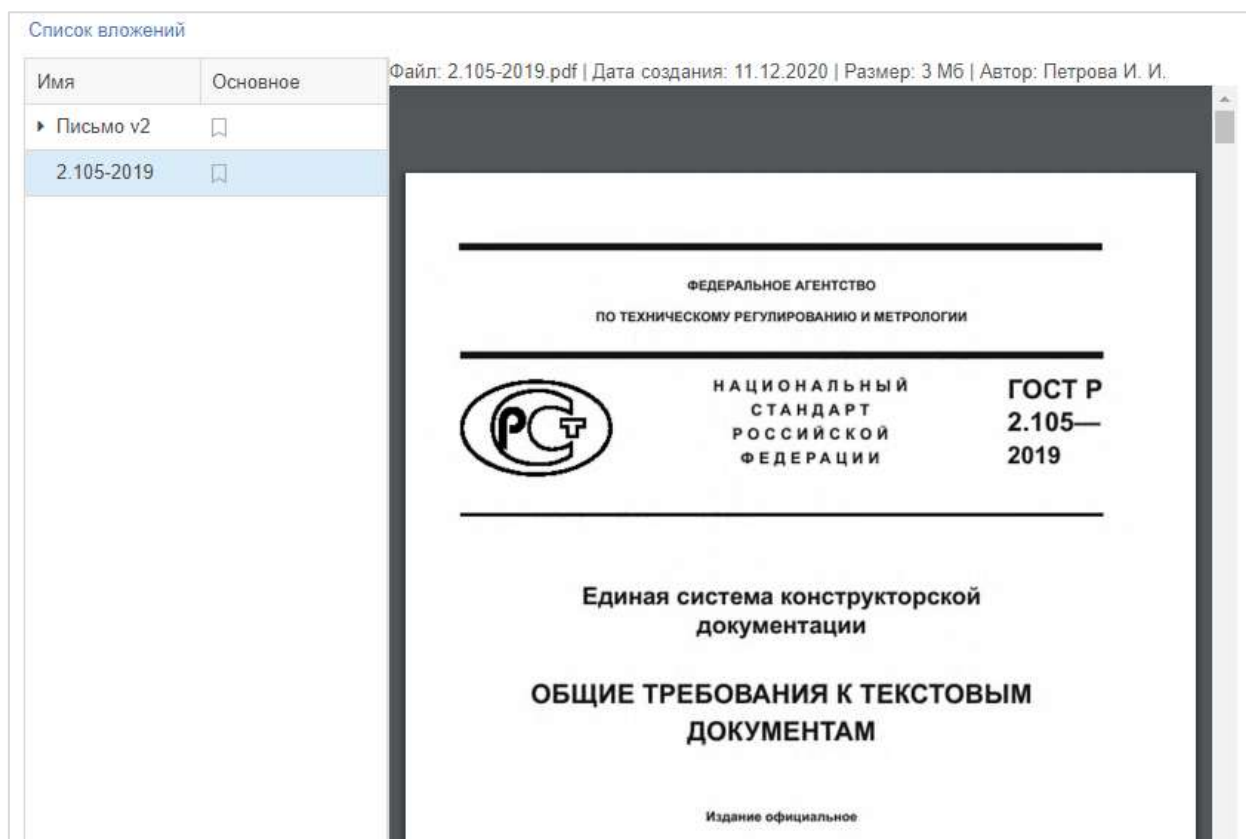 Список вложений
Имя
Основное
Файл: 2.105-2019.pdf | Дата создания: 11.12.2020 | Размер: 3 Мб | Автор: Петрова И. И.
Письмо v2
2.105-2019
ФЕДЕРАЛЬНОЕ АГЕНТСТВО
ПО ТЕХНИЧЕСКОМУ РЕГУЛИРОВАНИЮ И МЕТРОЛОГИИ
РСТ
НАЦИОНАЛЬНЫЙ
СТАНДАРТ
РОССИЙСКОЙ
ФЕДЕРАЦИИ
ГОСТ Р
2.105—
2019
Единая система конструкторской
документации
ОБЩИЕ ТРЕБОВАНИЯ К ТЕКСТОВЫМ
ДОКУМЕНТАМ
Издание официальное